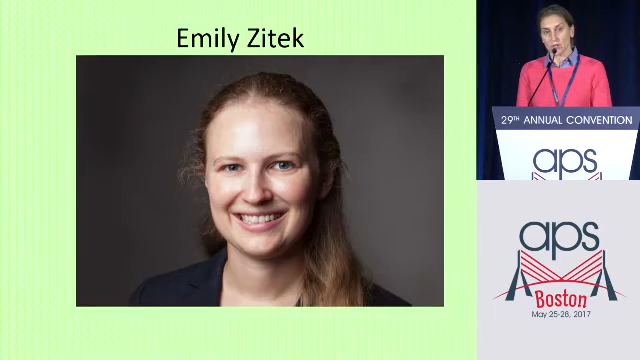 Emily Zitek
29TH ANNUAL CONVENTION
aps
aps
Boston
May 25-28, 2017